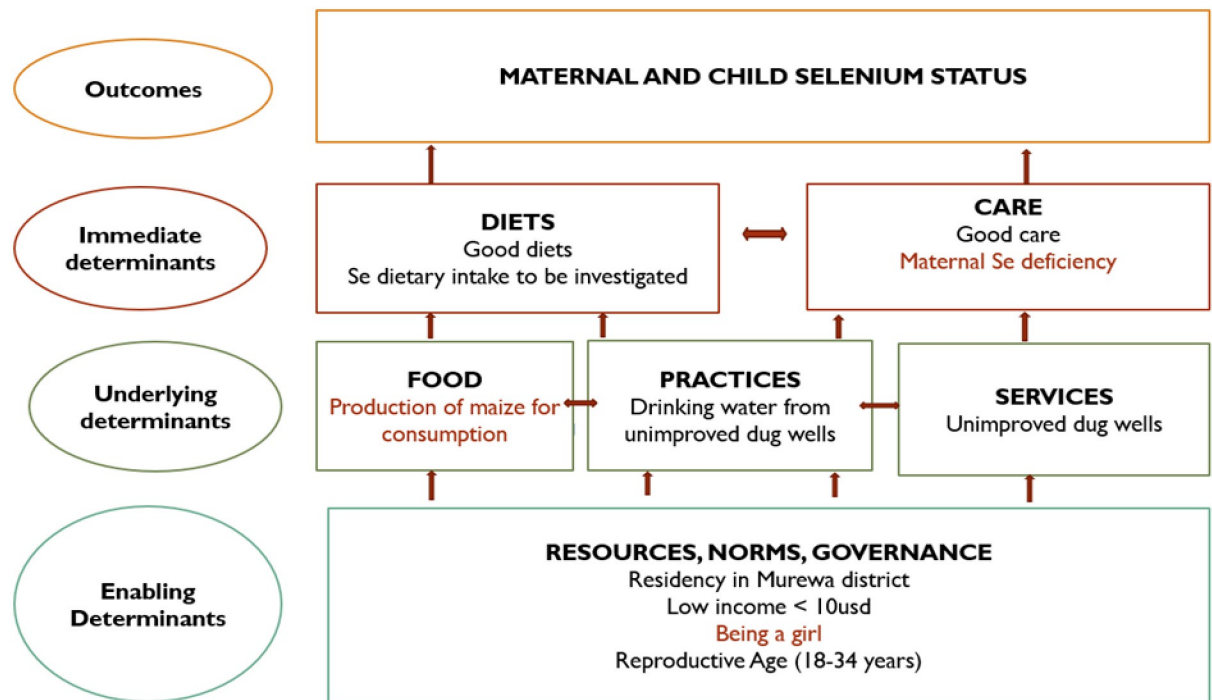 Outcomes
MATERNAL AND CHILD SELENIUM STATUS
Immediate
determinants
DIETS
Good diets
Se dietary intake to be investigated
CARE
Good care
Maternal Se deficiency
Underlying
determinants
FOOD
Production of maize for
consumption
PRACTICES
Drinking water from
unimproved dug wells
SERVICES
Unimproved dug wells
Enabling
Determinants
RESOURCES, NORMS, GOVERNANCE
Residency in Murewa district
Low income < 10usd
Being a girl
Reproductive Age (18-34 years)